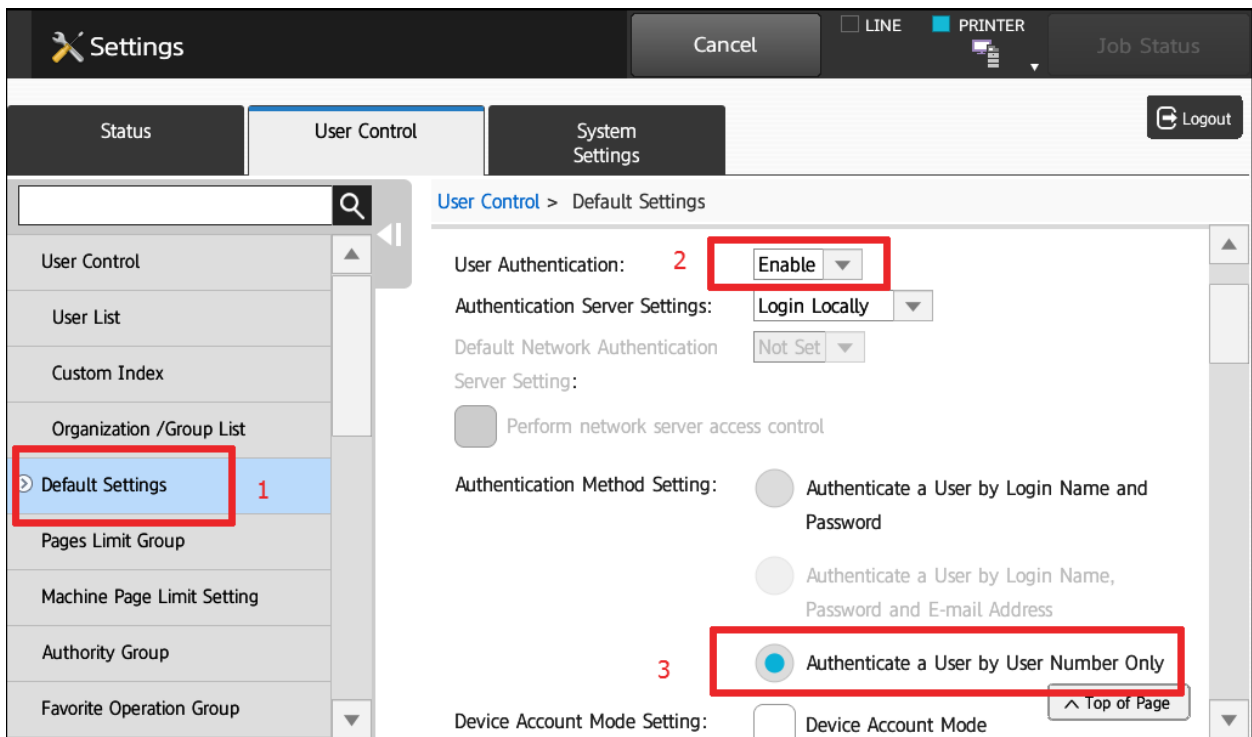 Settings
Cancel
LINE
PRINTER
Job Status
Status
User Control
System
Settings
Logout
User Control
User List
Custom Index
Organization /Group List
Default Settings
1
Pages Limit Group
Machine Page Limit Setting
Authority Group
Favorite Operation Group
User Control > Default Settings
User Authentication: 2 Enable
Authentication Server Settings: Login Locally
Default Network Authentication Not Set
Server Setting:
Perform network server access control
Authentication Method Setting: Authenticate a User by Login Name and
Password
Authenticate a User by Login Name,
Password and E-mail Address
3 Authenticate a User by User Number Only
Top of Page
Device Account Mode Setting: Device Account Mode